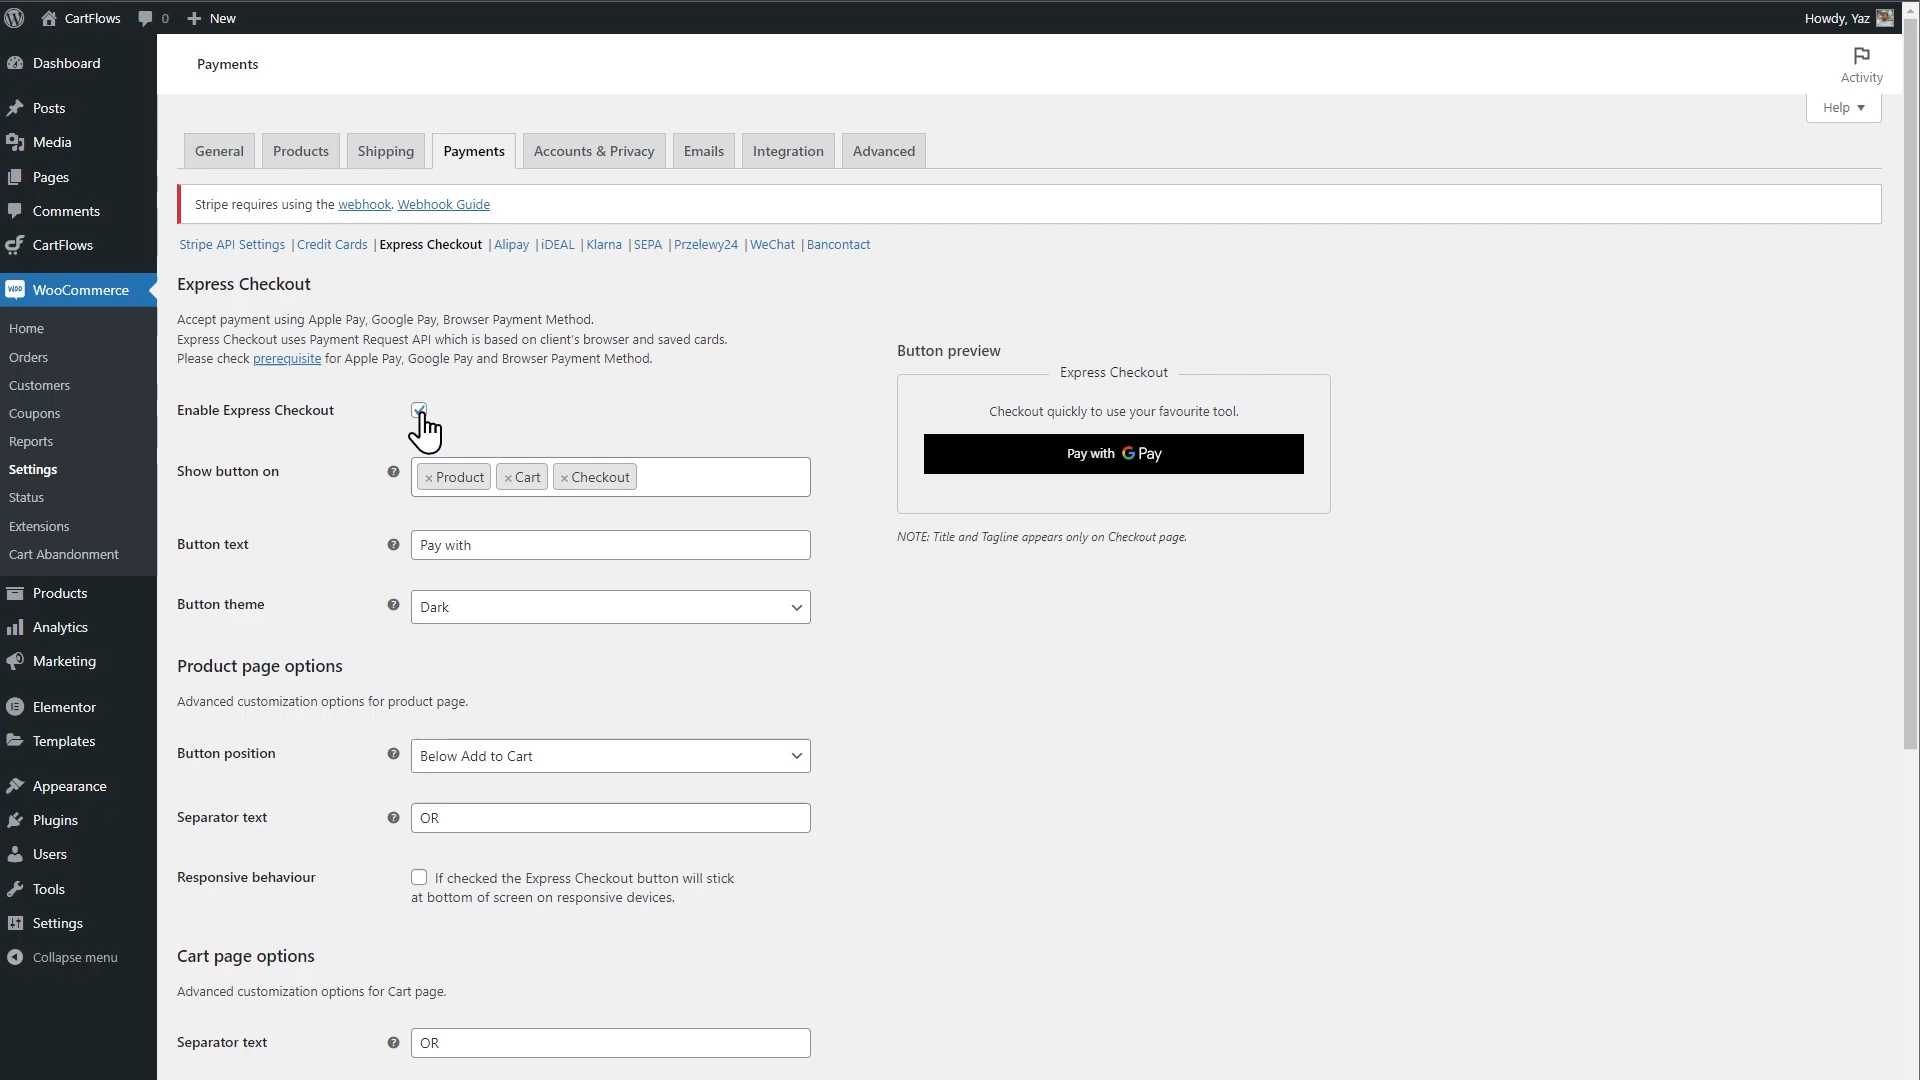 CartFlows
0
New
Howdy, Yaz
Dashboard
Posts
Media
Pages
Comments
CartFlows
WooCommerce
Home
Orders
Customers
Coupons
Reports
Settings
Status
Extensions
Cart Abandonment
Products
Analytics
Marketing
Elementor
Templates
Appearance
Plugins
Users
Tools
Settings
Collapse menu
Payments
Activity
Help ▼
General Products Shipping Payments Accounts & Privacy Emails Integration Advanced
Stripe requires using the webhook. Webhook Guide
Stripe API Settings | Credit Cards | Express Checkout | Alipay | iDEAL | Klarna | SEPA | Przelewy24 | WeChat | Bancontact
Express Checkout
Accept payment using Apple Pay, Google Pay, Browser Payment Method.
Express Checkout uses Payment Request API which is based on client's browser and saved cards.
Please check prerequisite for Apple Pay, Google Pay and Browser Payment Method.
Enable Express Checkout
Show button on ? × Product × Cart × Checkout
Button text ? Pay with
Button theme ? Dark
Button preview
Express Checkout
Checkout quickly to use your favourite tool.
Pay with G Pay
NOTE: Title and Tagline appears only on Checkout page.
Product page options
Advanced customization options for product page.
Button position ? Below Add to Cart
Separator text ? OR
Responsive behaviour If checked the Express Checkout button will stick
at bottom of screen on responsive devices.
Cart page options
Advanced customization options for Cart page.
Separator text ? OR